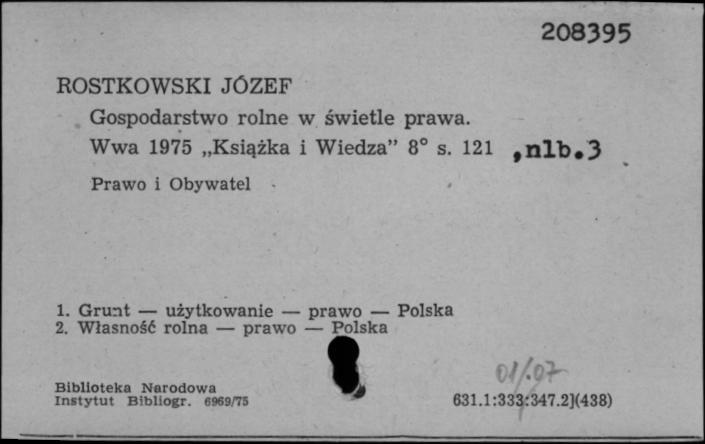 208395
ROSTKOWSKI JÓZEF
Gospodarstwo rolne w świetle prawa.
Wwa 1975 „Książka i Wiedza” 8° s. 121 ,nlb.3
Prawo i Obywatel
1. Grunt — użytkowanie — prawo — Polska
2. Własność rolna — prawo — Polska
01/.07
Biblioteka Narodowa
Instytut Bibliogr. 6969/75
631.1:333:347.2](438)